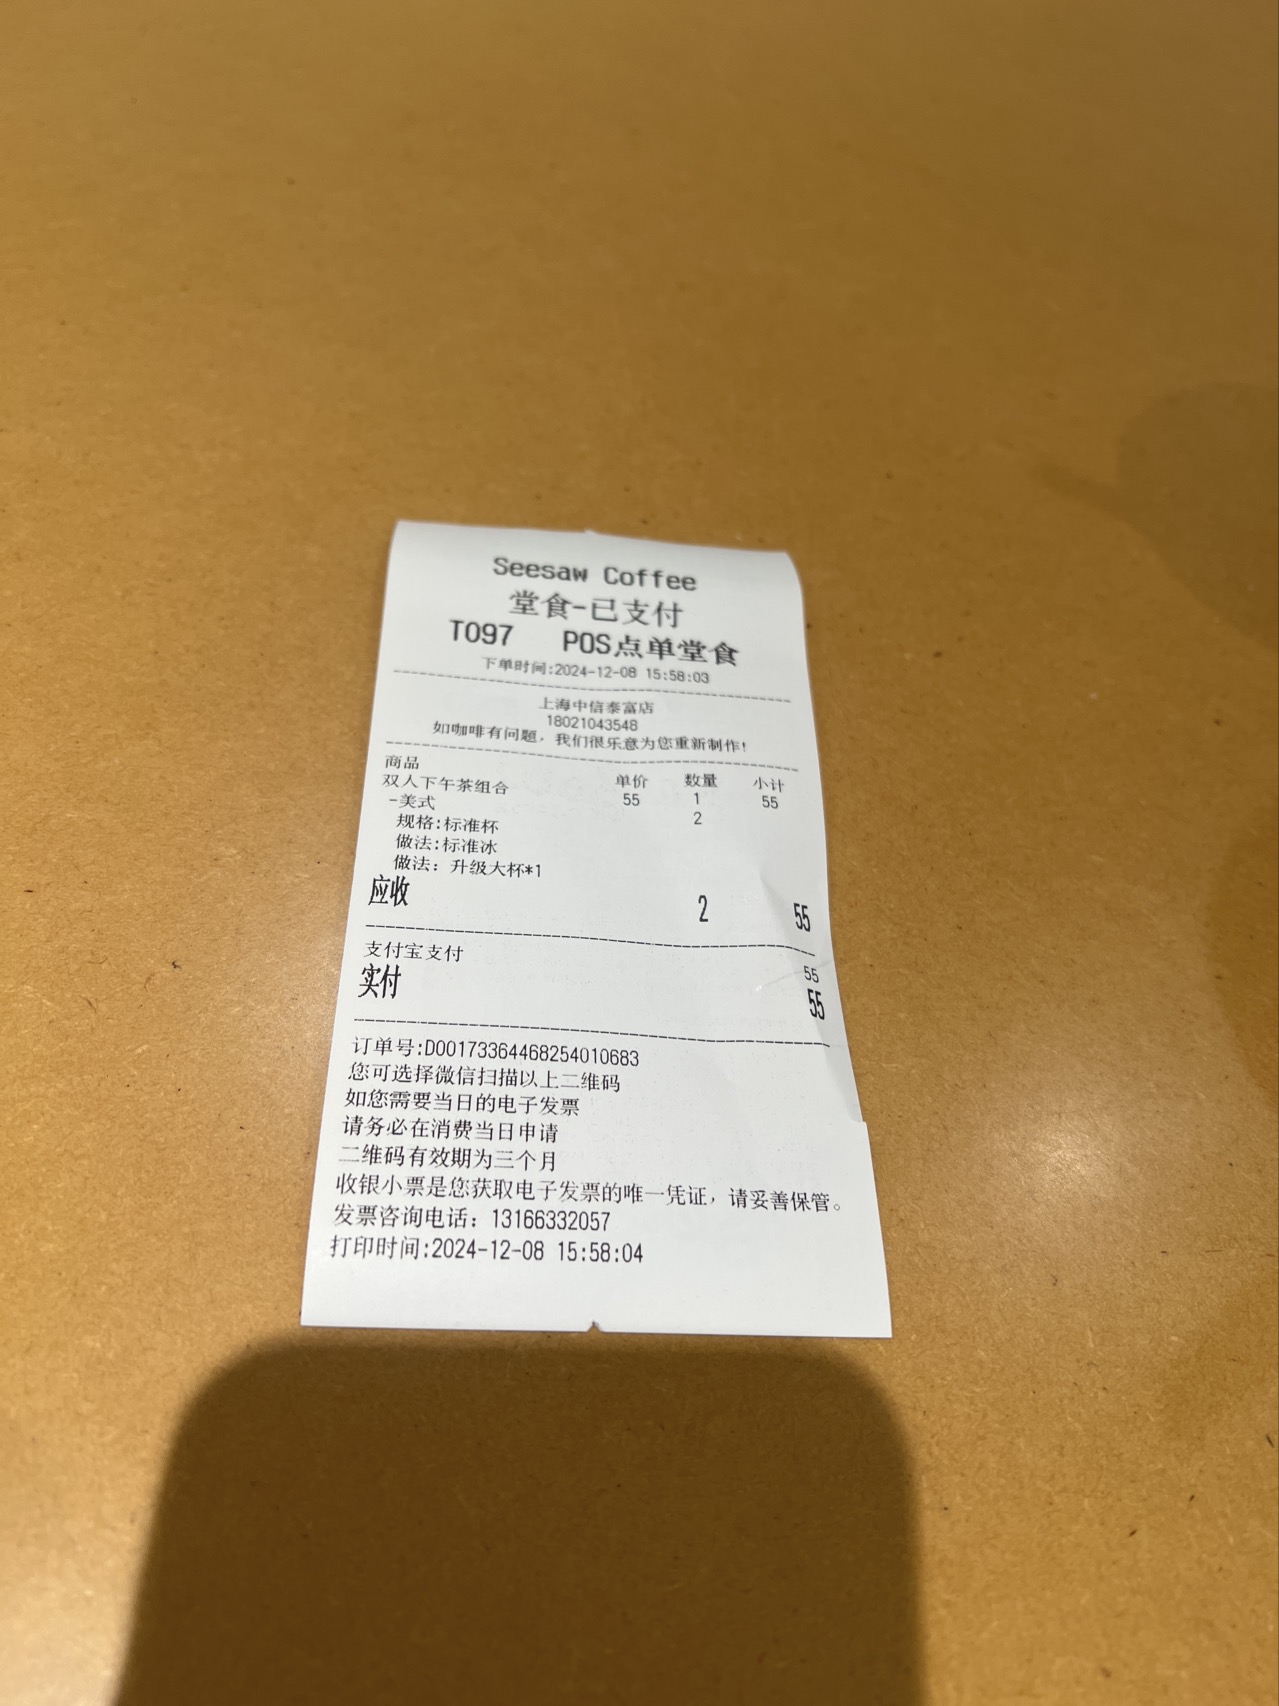 Seesaw Coffee
堂食-已支付
T097 POS点单堂食
下单时间:2024-12-08 15:58:03
上海中信泰富店
18021043548
如咖啡有问题，我们很乐意为您重新制作!
商品 单价 数量 小计
双人下午茶组合 55 1 55
-美式 2
规格:标准杯
做法:标准冰
做法: 升级大杯*1
应收 2 55
支付宝支付 55
实付 55
订单号:D00173364468254010683
您可选择微信扫描以上二维码
如您需要当日的电子发票
请务必在消费当日申请
二维码有效期为三个月
收银小票是您获取电子发票的唯一凭证，请妥善保管。
发票咨询电话: 13166332057
打印时间:2024-12-08 15:58:04